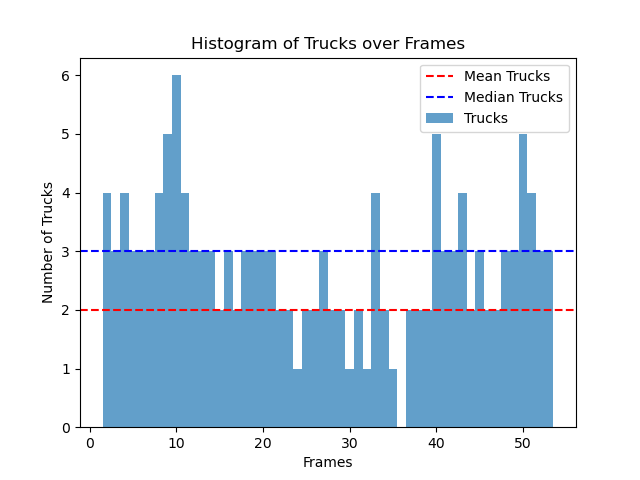 Histogram of Trucks over Frames
Mean Trucks
Median Trucks
Trucks
Number of Trucks
6
5
4
3
2
1
0
0 10 20 30 40 50
Frames